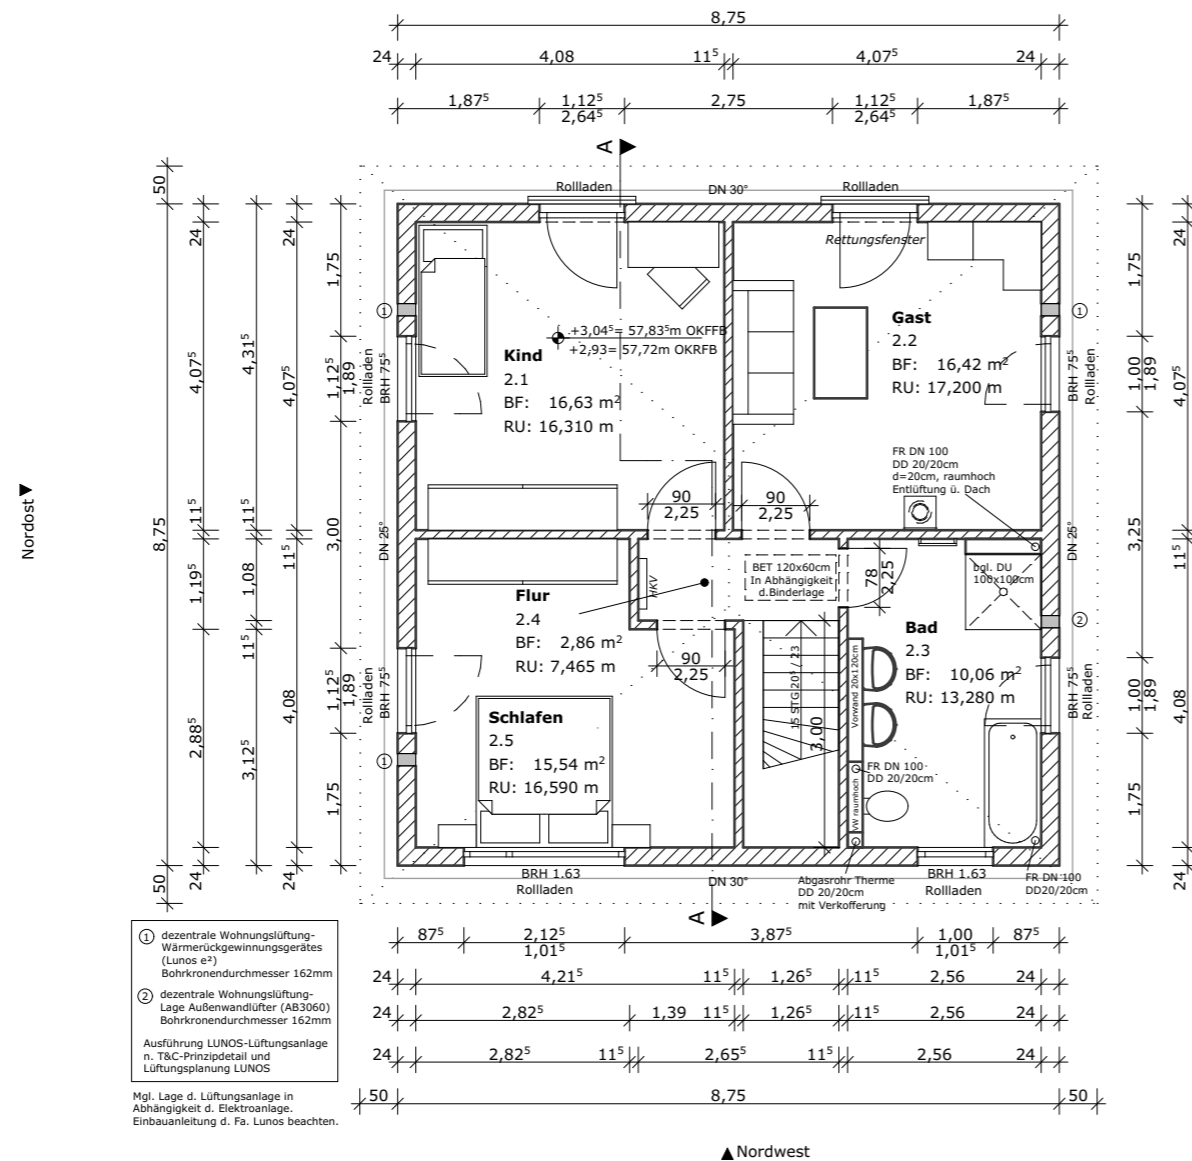 8,75
24 4,08 11⁵ 4,07⁵ 24
1,87⁵ 1,12⁵ 2,75 1,12⁵ 1,87⁵
2,64⁵ 2,64⁵
A
Rollladen DN 30° Rollladen
Rettungsfenster
50
8,75
50
24
4,07⁵
11⁵
1,19⁵
2,88⁵
24
4,31⁵
11⁵
1,08
11⁵
3,12⁵
24
4,07⁵
11⁵
4,08
24
1,75
1,12⁵
1,89
3,00
1,12⁵
1,89
1,75
Rollladen
BRH 75⁵
DN 25°
Rollladen
BRH 75⁵
Nordost
1
1
+3,04⁵= 57,83⁵m OKFFB
+2,93= 57,72m OKRFB
Kind
2.1
BF: 16,63 m²
RU: 16,310 m
Gast
2.2
BF: 16,42 m²
RU: 17,200 m
FR DN 100
DD 20/20cm
d=20cm, raumhoch
Entlüftung ü. Dach
90
2,25
90
2,25
BET 120x60cm
In Abhängigkeit
d.Binderlage
HKV
78
2,25
bgl. DU
100x100cm
Flur
2.4
BF: 2,86 m²
RU: 7,465 m
90
2,25
Bad
2.3
BF: 10,06 m²
RU: 13,280 m
Schlafen
2.5
BF: 15,54 m²
RU: 16,590 m
15 STG 20⁵ / 23
3,00
Vorwand 20x120cm
VW raumhoch
FR DN 100
DD 20/20cm
1
2
BRH 75⁵
Rollladen
DN 25°
BRH 75⁵
Rollladen
1,75
1,00
1,89
3,25
1,00
1,89
1,75
24
4,07⁵
11⁵
4,08
24
BRH 1.63
Rollladen
DN 30°
Abgasrohr Therme
DD 20/20cm
mit Verkofferung
BRH 1.63
Rollladen
FR DN 100
DD20/20cm
A
87⁵ 2,12⁵ 3,87⁵ 1,00 87⁵
1,01⁵ 1,01⁵
24 4,21⁵ 11⁵ 1,26⁵ 11⁵ 2,56 24
24 2,82⁵ 1,39 11⁵ 1,26⁵ 11⁵ 2,56 24
24 2,82⁵ 11⁵ 2,65⁵ 11⁵ 2,56 24
50 8,75 50
1 dezentrale Wohnungslüftung-
Wärmerückgewinnungsgerätes
(Lunos e²)
Bohrkronendurchmesser 162mm
2 dezentrale Wohnungslüftung-
Lage Außenwandlüfter (AB3060)
Bohrkronendurchmesser 162mm
Ausführung LUNOS-Lüftungsanlage
n. T&C-Prinzipdetail und
Lüftungsplanung LUNOS
Mgl. Lage d. Lüftungsanlage in
Abhängigkeit d. Elektroanlage.
Einbauanleitung d. Fa. Lunos beachten.
Nordwest